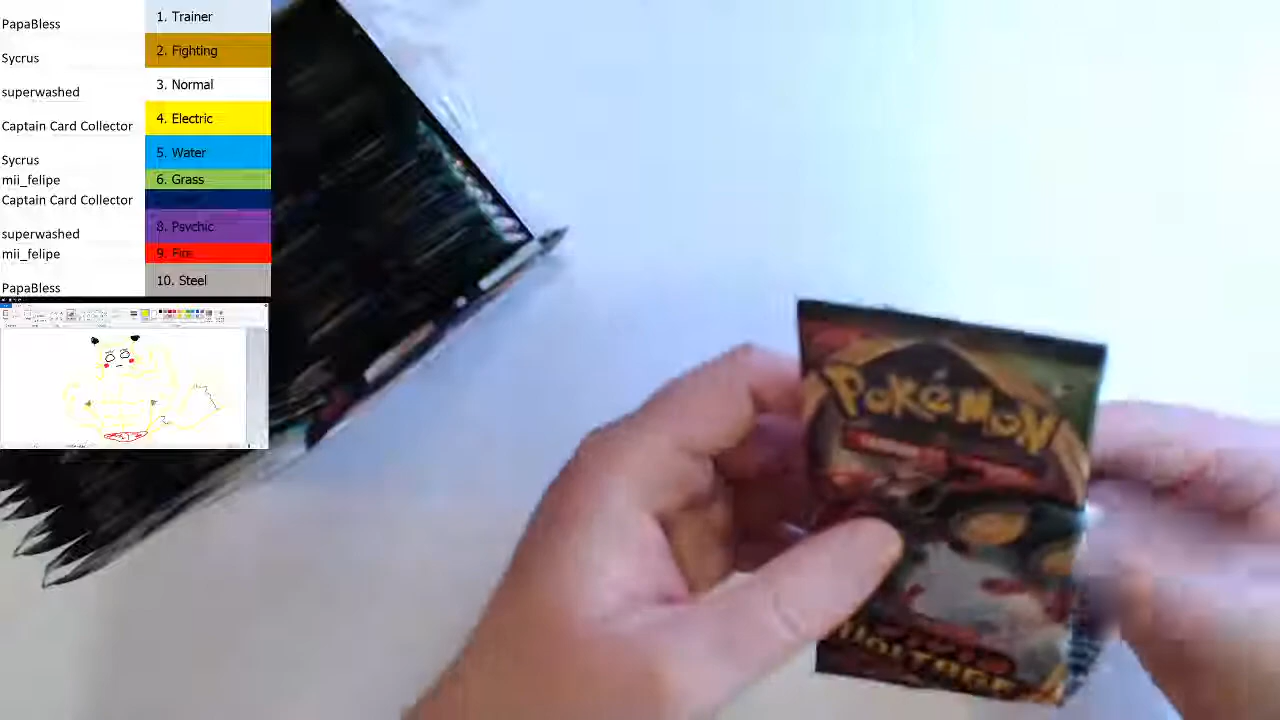 PapaBless 1. Trainer
Sycrus 2. Fighting
superwashed 3. Normal
Captain Card Collector 4. Electric
Sycrus 5. Water
mii_felipe 6. Grass
Captain Card Collector
superwashed 8. Psychic
mii_felipe 9. Fire
PapaBless 10. Steel
POKéMON
VOLTAGE